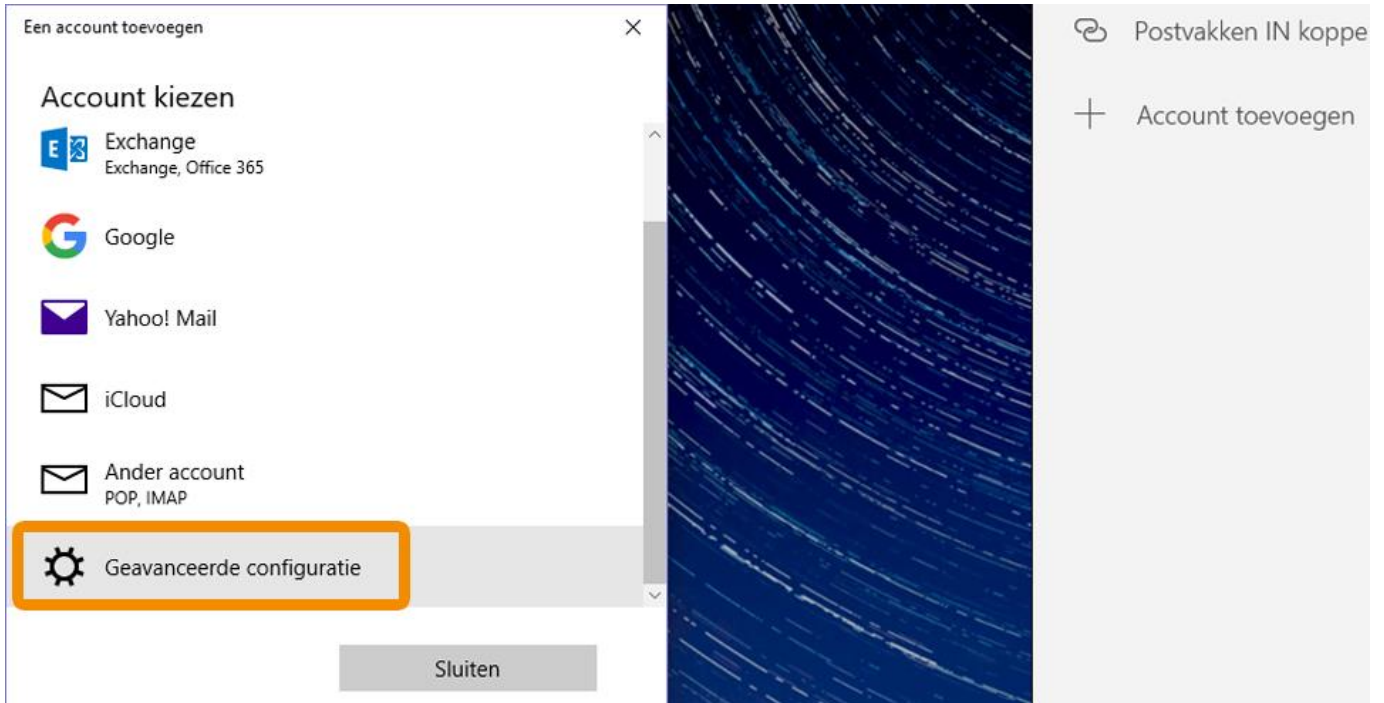 Een account toevoegen
Account kiezen
Exchange
Exchange, Office 365
Google
Yahoo! Mail
iCloud
Ander account
POP, IMAP
Geavanceerde configuratie
Sluiten
Postvakken IN koppe
Account toevoegen